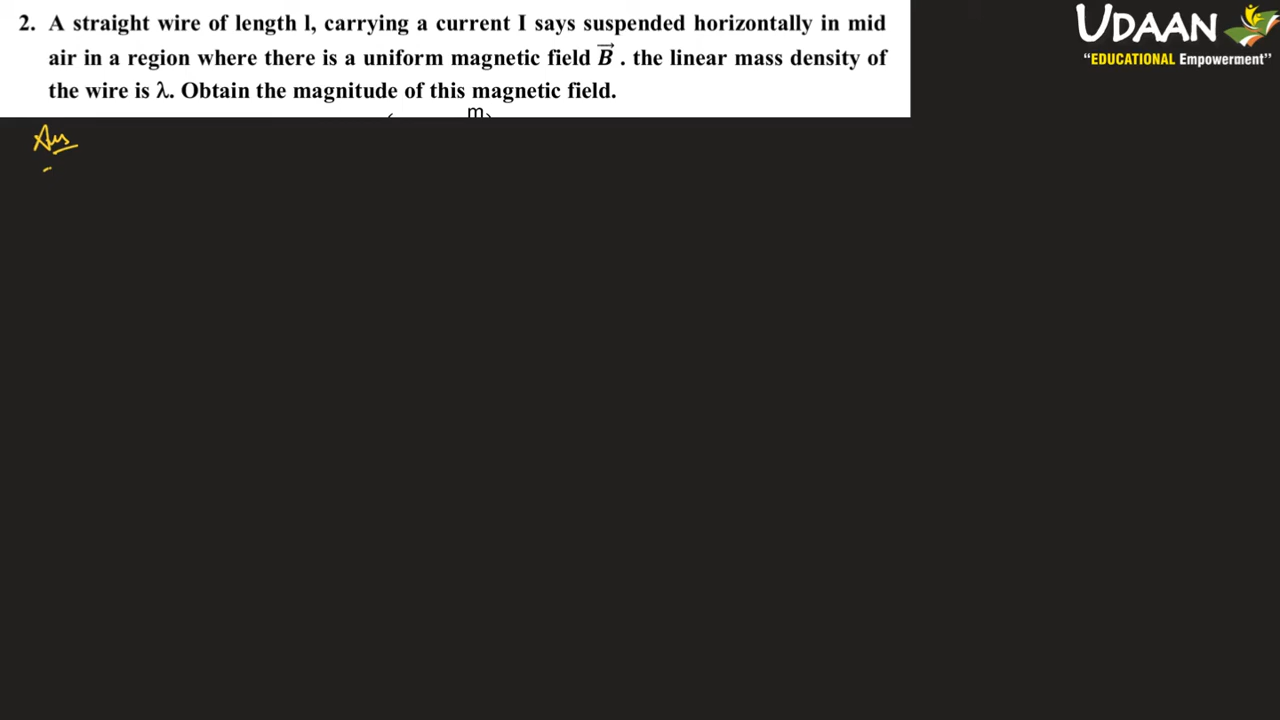 2. A straight wire of length l, carrying a current I says suspended horizontally in mid
air in a region where there is a uniform magnetic field $\vec{B}$ . the linear mass density of
the wire is λ. Obtain the magnitude of this magnetic field.
m
Ans
UDAAN
"EDUCATIONAL Empowerment"